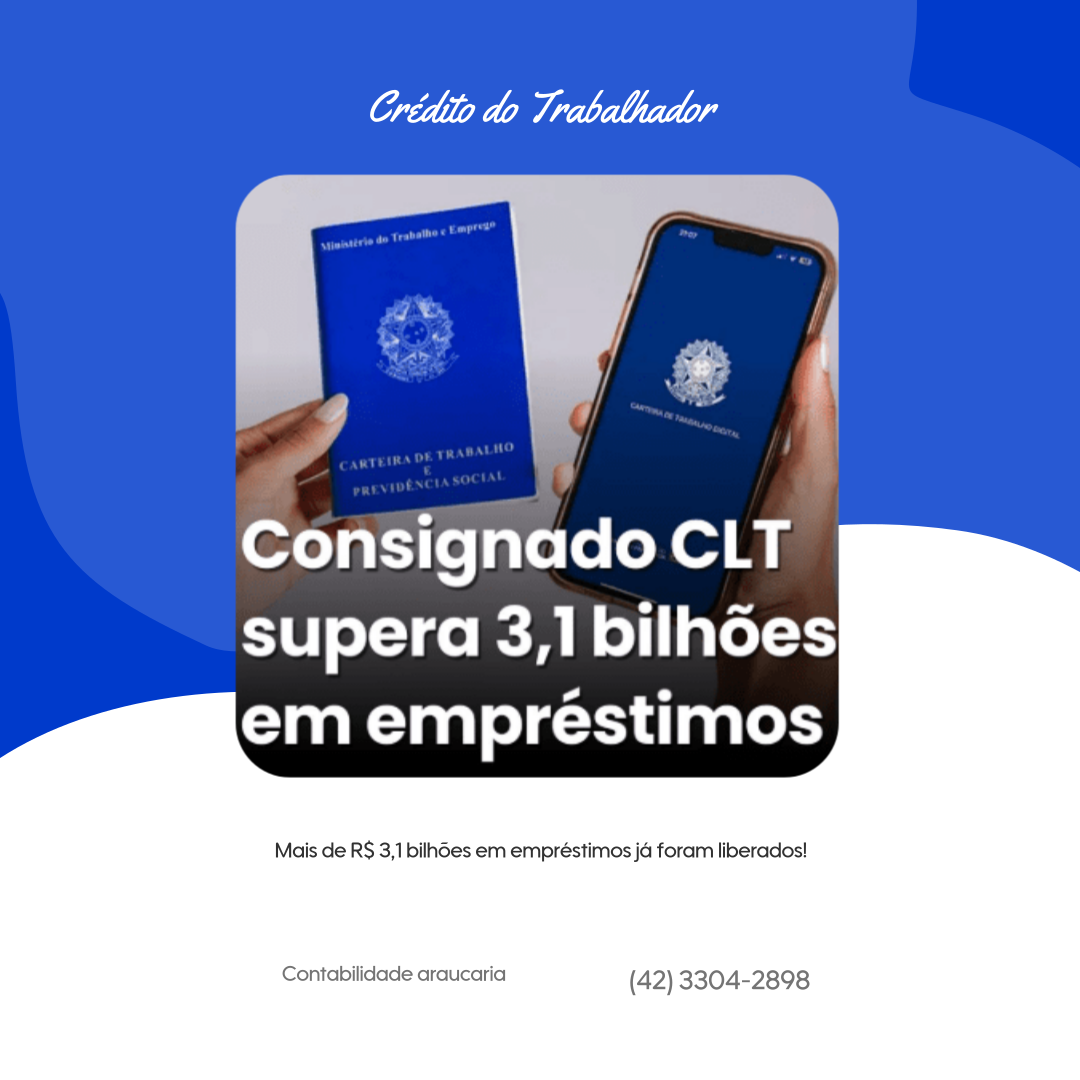 Crédito do Trabalhador
Ministério do Trabalho e Emprego
21:07
CARTEIRA DE TRABALHO DIGITAL
CARTEIRA DE TRABALHO
E
PREVIDÊNCIA SOCIAL
Consignado CLT
supera 3,1 bilhões
em empréstimos
Mais de R$ 3,1 bilhões em empréstimos já foram liberados!
Contabilidade araucaria
(42) 3304-2898